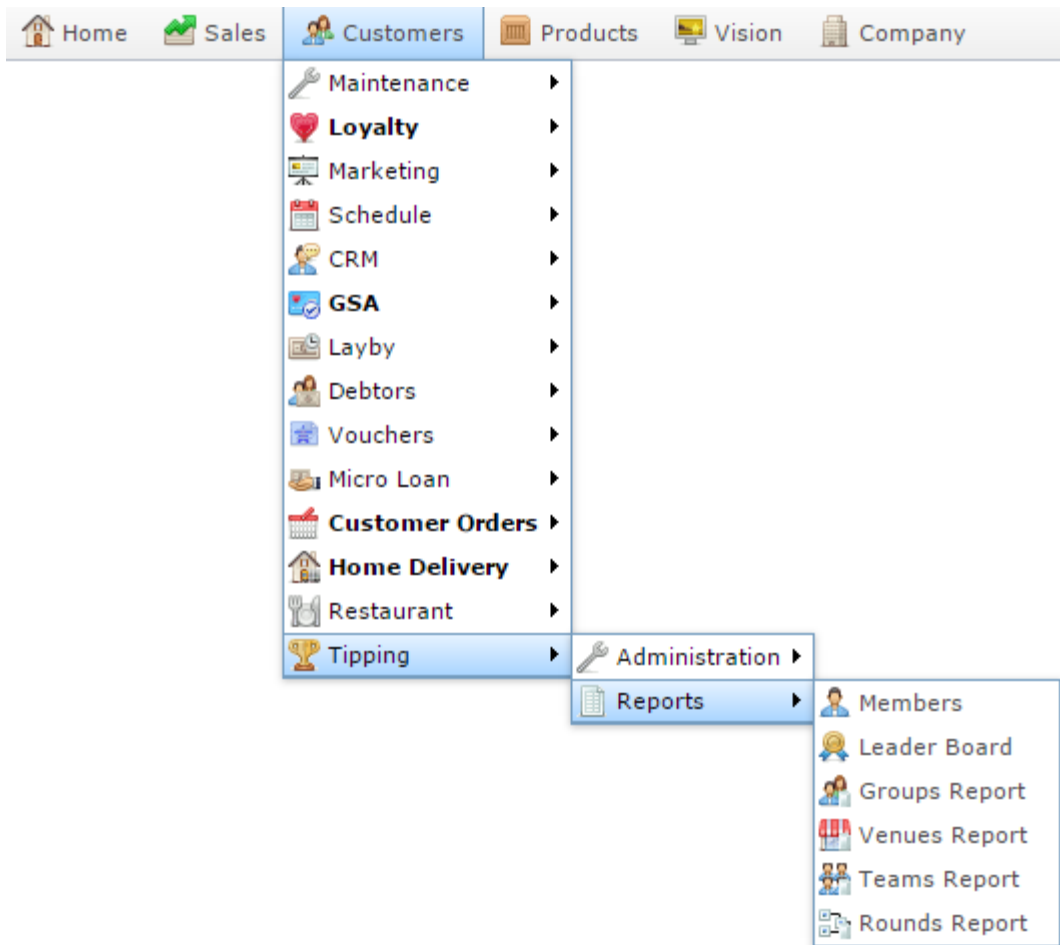 Home Sales Customers Products Vision Company
Maintenance
Loyalty
Marketing
Schedule
CRM
GSA
Layby
Debtors
Vouchers
Micro Loan
Customer Orders
Home Delivery
Restaurant
Tipping
Administration
Reports
Members
Leader Board
Groups Report
Venues Report
Teams Report
Rounds Report